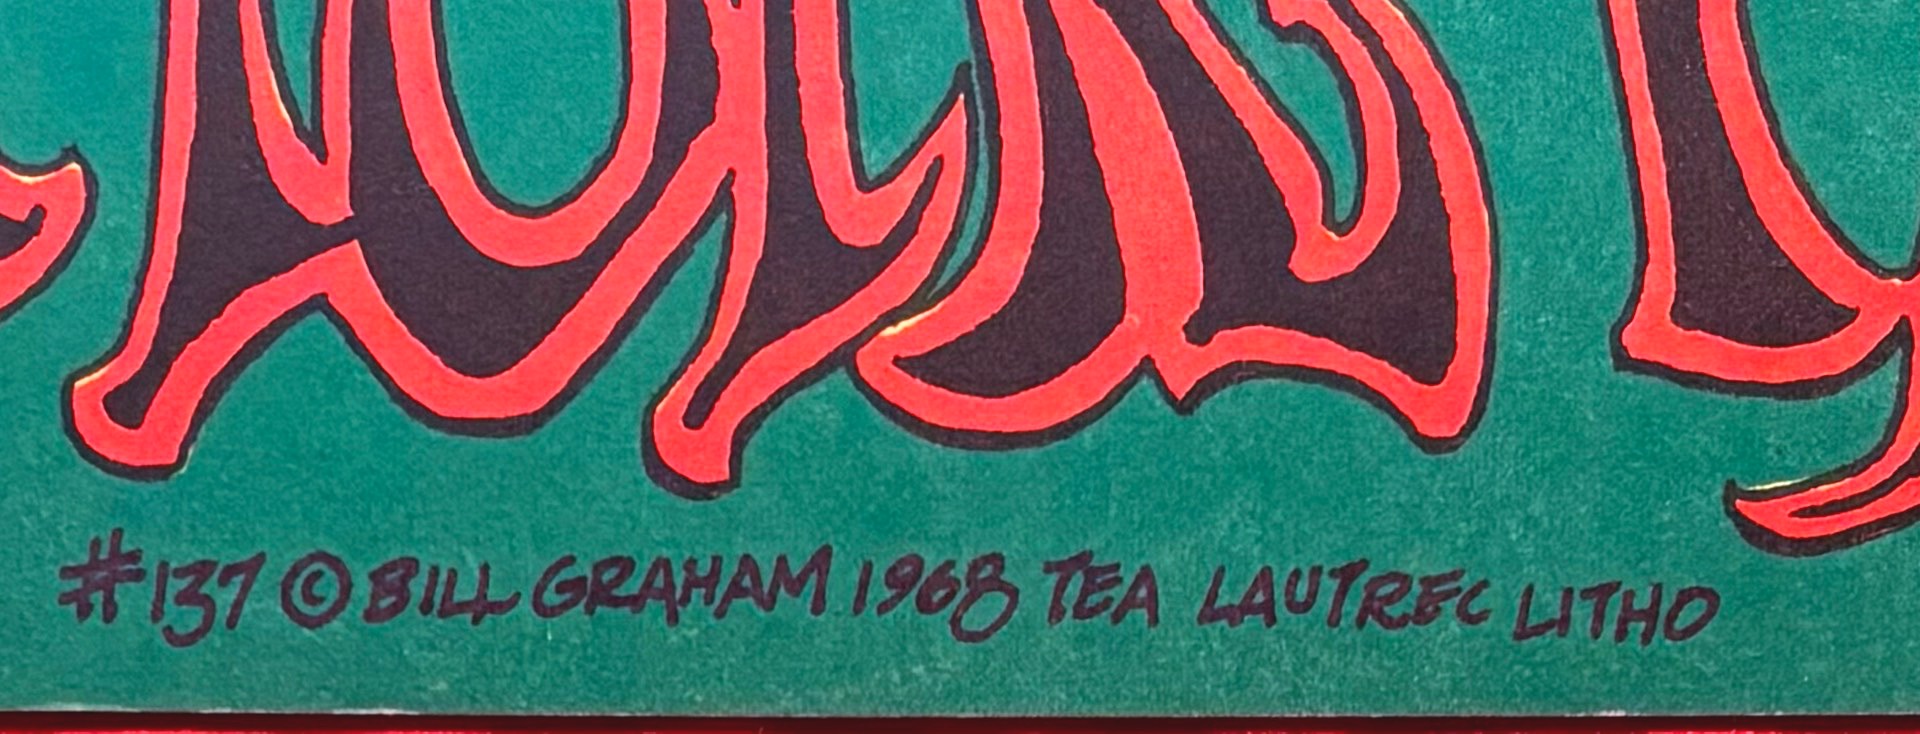 #137 © BILL GRAHAM 1968 TEA LAUTREC LITHO